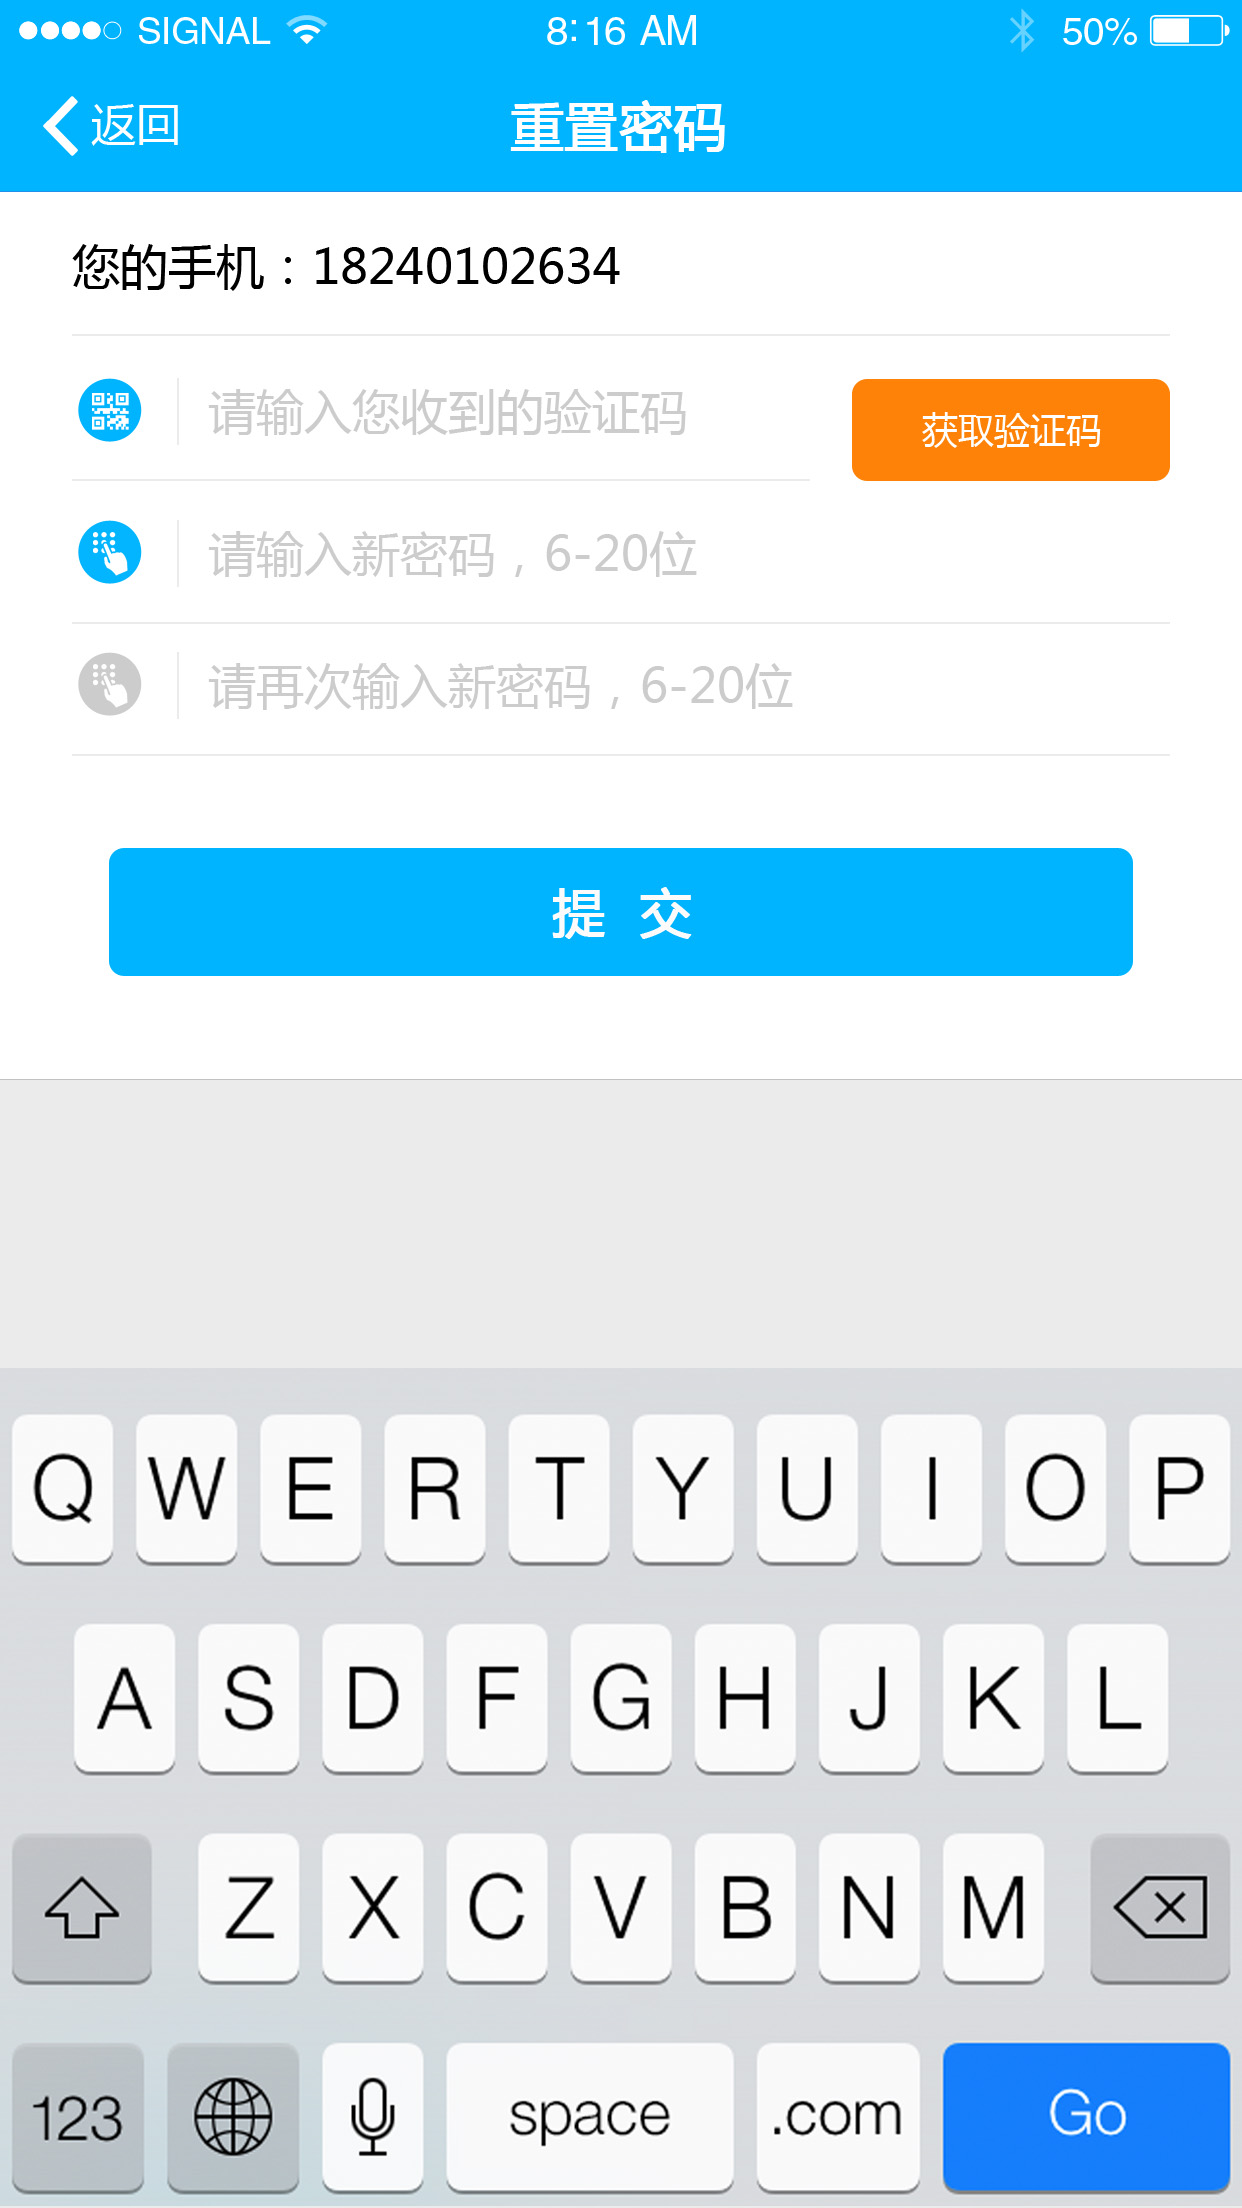 SIGNAL 8:16 AM 50%
返回 重置密码
您的手机：18240102634
请输入您收到的验证码 获取验证码
请输入新密码，6-20位
请再次输入新密码，6-20位
提 交
Q W E R T Y U I O P
A S D F G H J K L
Z X C V B N M
123 space .com Go